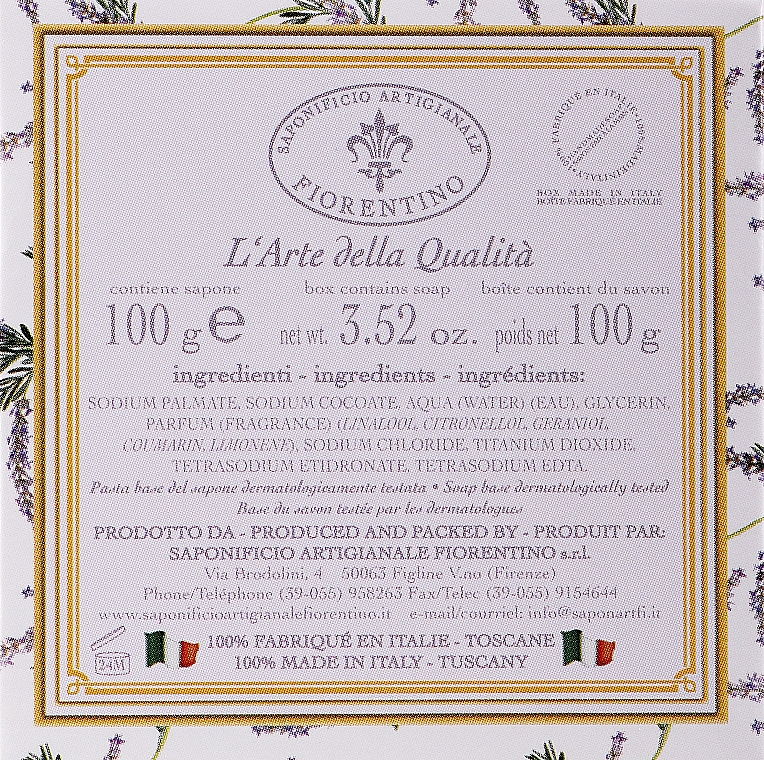 SAPONIFICIO ARTIGIANALE
FIORENTINO
FABRIQUÉ EN ITALIE
100% MADE IN ITALY
BOX MADE IN ITALY
BOÎTE FABRIQUÉ EN ITALIE
L'Arte della Qualità
contiene sapone box contains soap boîte contient du savon
100 g e net wt. 3.52 oz. poids net 100 g
ingredienti - ingredients - ingrédients:
SODIUM PALMATE, SODIUM COCOATE, AQUA (WATER) (EAU), GLYCERIN,
PARFUM (FRAGRANCE) (LINALOOL, CITRONELLOL, GERANIOL,
COUMARIN, LIMONENE), SODIUM CHLORIDE, TITANIUM DIOXIDE,
TETRASODIUM ETIDRONATE, TETRASODIUM EDTA.
Pasta base del sapone dermatologicamente testata • Soap base dermatologically tested
Base du savon testée par les dermatologues
PRODOTTO DA - PRODUCED AND PACKED BY - PRODUIT PAR:
SAPONIFICIO ARTIGIANALE FIORENTINO s.r.l.
Via Brodolini, 4 50063 Figline V.no (Firenze)
Phone/Teléphone (39-055) 958263 Fax/Telec (39-055) 9154644
www.saponificioartigianalefiorentino.it e-mail/courriel: info@saponartfi.it
24M
100% FABRIQUÉ EN ITALIE - TOSCANE
100% MADE IN ITALY - TUSCANY